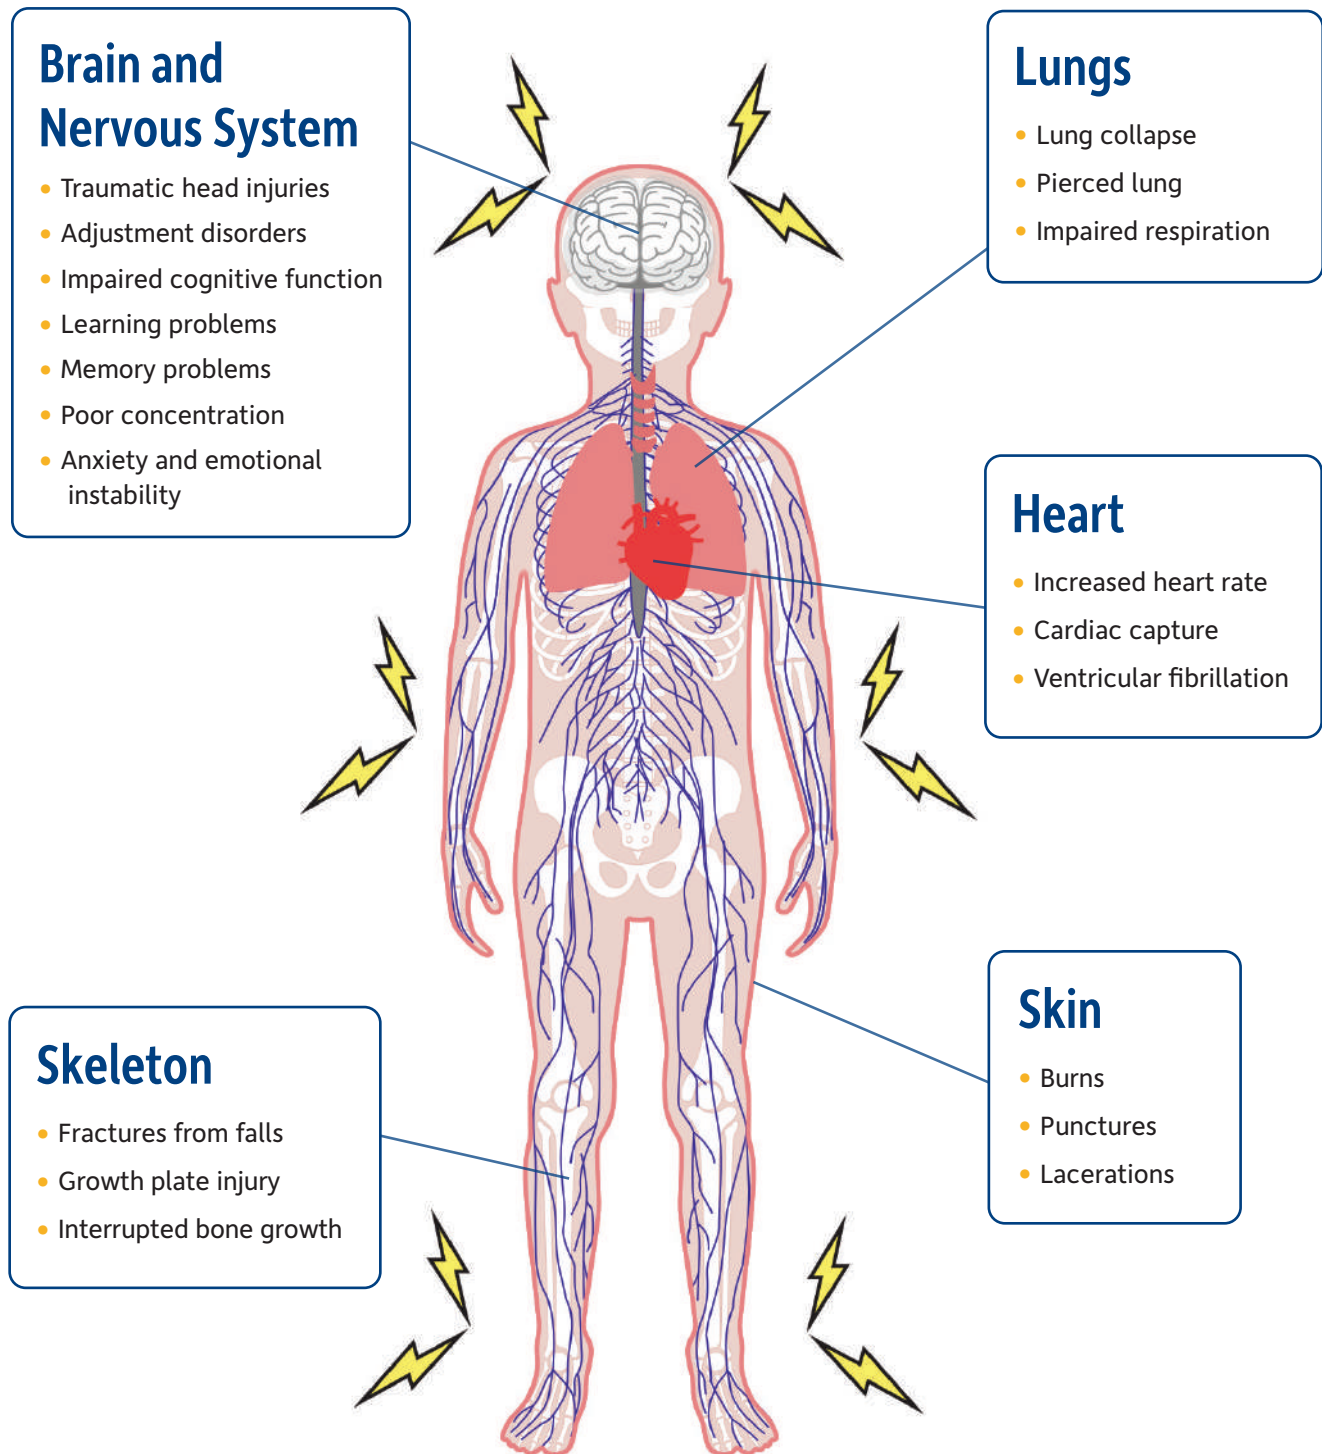 Brain and
Nervous System
• Traumatic head injuries
• Adjustment disorders
• Impaired cognitive function
• Learning problems
• Memory problems
• Poor concentration
• Anxiety and emotional
instability
Lungs
• Lung collapse
• Pierced lung
• Impaired respiration
Heart
• Increased heart rate
• Cardiac capture
• Ventricular fibrillation
Skeleton
• Fractures from falls
• Growth plate injury
• Interrupted bone growth
Skin
• Burns
• Punctures
• Lacerations